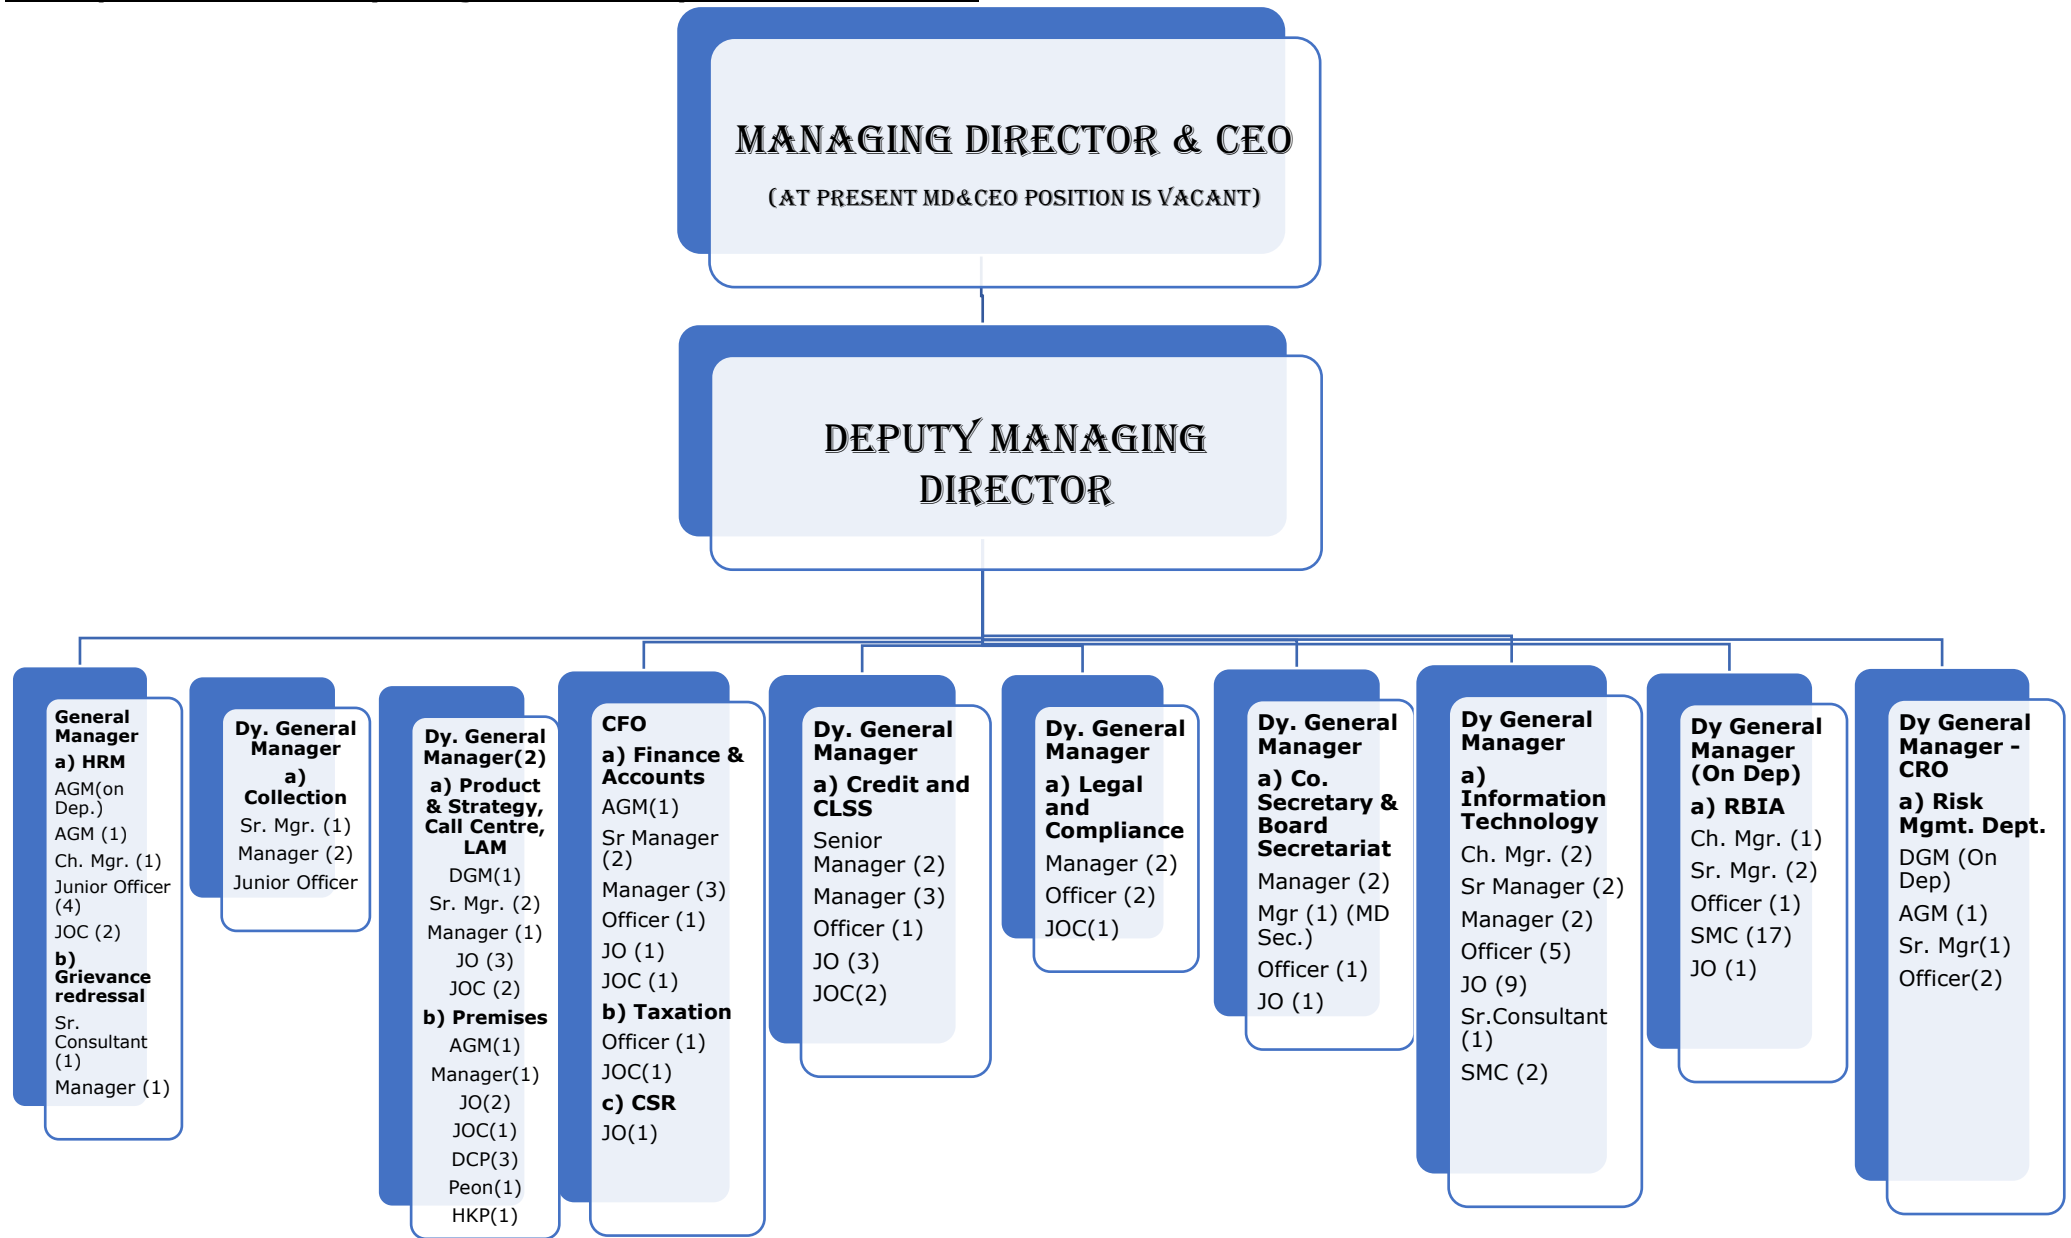 MANAGING DIRECTOR & CEO
(AT PRESENT MD&CEO POSITION IS VACANT)
DEPUTY MANAGING
DIRECTOR
General
Manager
a) HRM
AGM(on
Dep.)
AGM (1)
Ch. Mgr. (1)
Junior Officer
(4)
JOC (2)
b)
Grievance
redressal
Sr.
Consultant
(1)
Manager (1)
Dy. General
Manager
a)
Collection
Sr. Mgr. (1)
Manager (2)
Junior Officer
Dy. General
Manager(2)
a) Product
& Strategy,
Call Centre,
LAM
DGM(1)
Sr. Mgr. (2)
Manager (1)
JO (3)
JOC (2)
b) Premises
AGM(1)
Manager(1)
JO(2)
JOC(1)
DCP(3)
Peon(1)
HKP(1)
CFO
a) Finance &
Accounts
AGM(1)
Sr Manager
(2)
Manager (3)
Officer (1)
JO (1)
JOC (1)
b) Taxation
Officer (1)
JOC(1)
c) CSR
JO(1)
Dy. General
Manager
a) Credit and
CLSS
Senior
Manager (2)
Manager (3)
Officer (1)
JO (3)
JOC(2)
Dy. General
Manager
a) Legal
and
Compliance
Manager (2)
Officer (2)
JOC(1)
Dy. General
Manager
a) Co.
Secretary &
Board
Secretariat
Manager (2)
Mgr (1) (MD
Sec.)
Officer (1)
JO (1)
Dy General
Manager
a)
Information
Technology
Ch. Mgr. (2)
Sr Manager (2)
Manager (2)
Officer (5)
JO (9)
Sr.Consultant
(1)
SMC (2)
Dy General
Manager
(On Dep)
a) RBIA
Ch. Mgr. (1)
Sr. Mgr. (2)
Officer (1)
SMC (17)
JO (1)
Dy General
Manager -
CRO
a) Risk
Mgmt. Dept.
DGM (On
Dep)
AGM (1)
Sr. Mgr(1)
Officer(2)